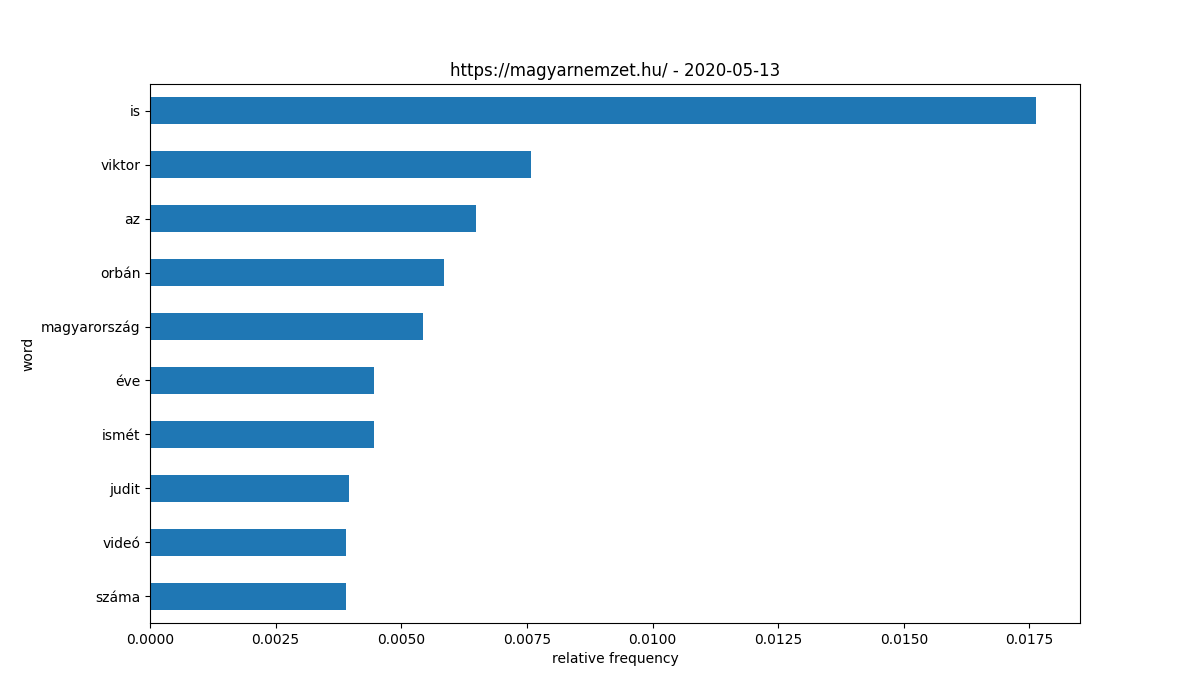 https://magyarnemzet.hu/ - 2020-05-13
is
viktor
az
orbán
magyarország
éve
ismét
judit
videó
száma
word
0.0000 0.0025 0.0050 0.0075 0.0100 0.0125 0.0150 0.0175
relative frequency